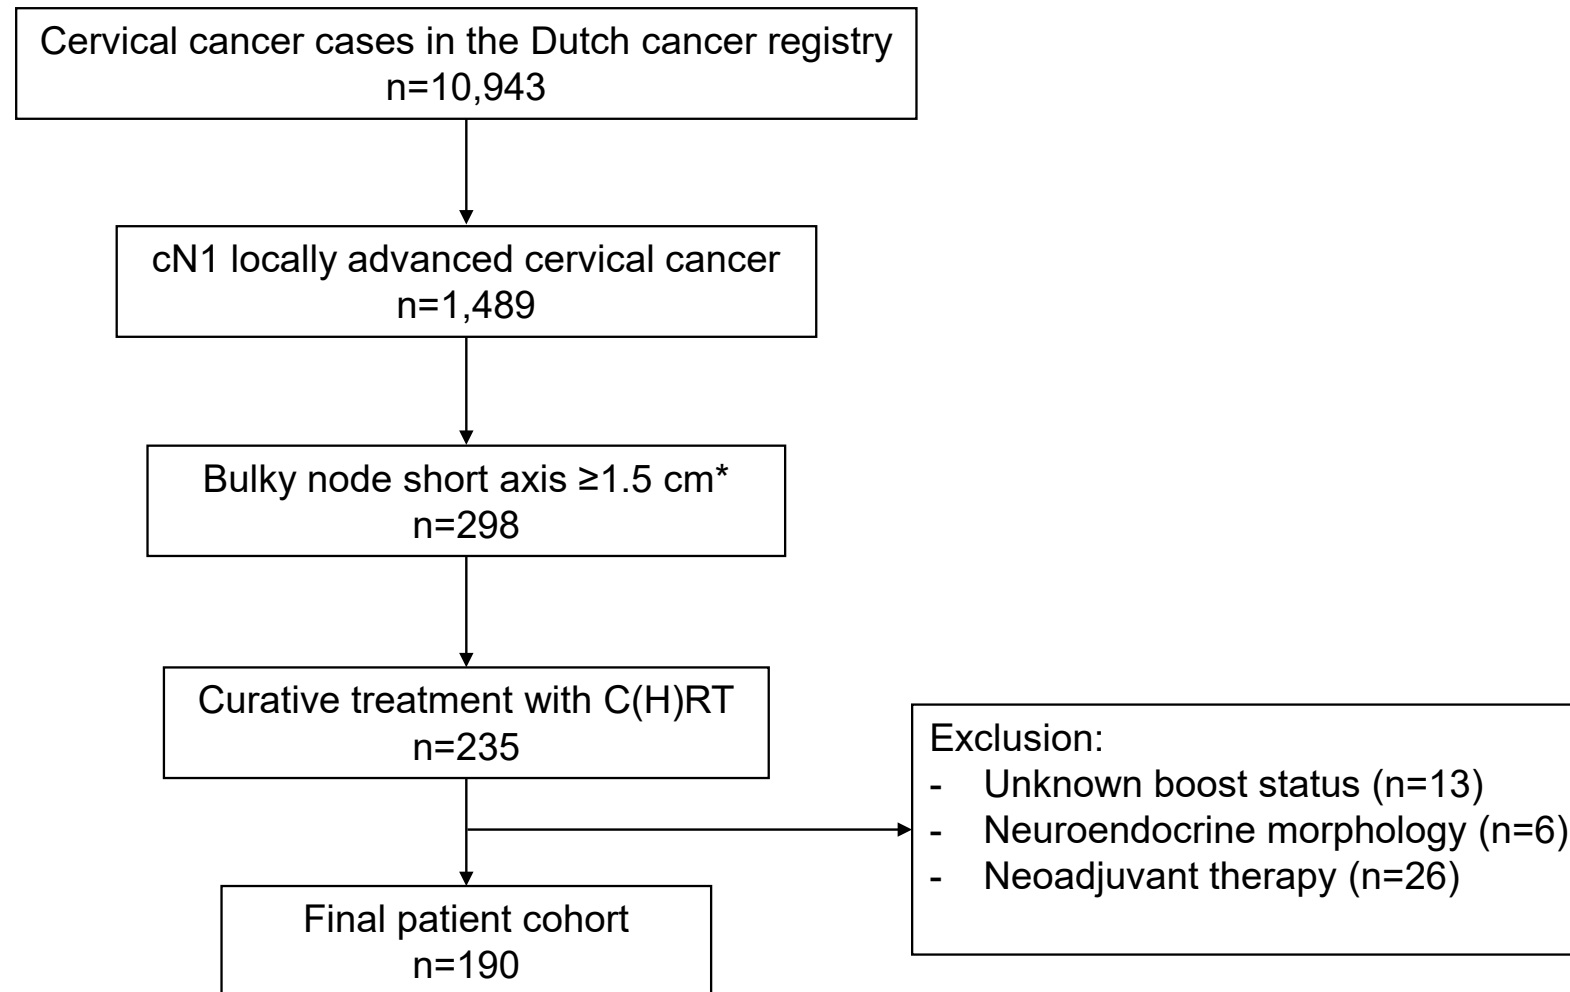 Cervical cancer cases in the Dutch cancer registry
n=10,943
cN1 locally advanced cervical cancer
n=1,489
Bulky node short axis ≥1.5 cm*
n=298
Curative treatment with C(H)RT
n=235
Exclusion:
- Unknown boost status (n=13)
- Neuroendocrine morphology (n=6)
- Neoadjuvant therapy (n=26)
Final patient cohort
n=190